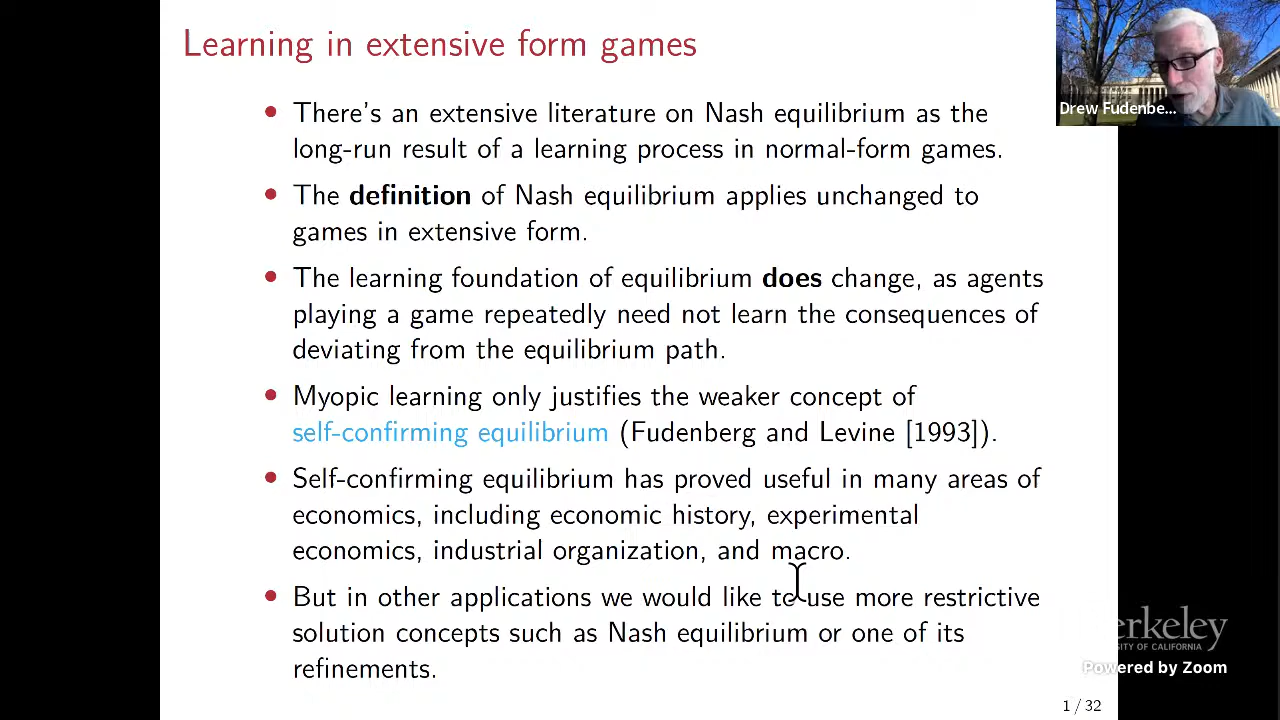 Learning in extensive form games
• There's an extensive literature on Nash equilibrium as the
long-run result of a learning process in normal-form games.
• The definition of Nash equilibrium applies unchanged to
games in extensive form.
• The learning foundation of equilibrium does change, as agents
playing a game repeatedly need not learn the consequences of
deviating from the equilibrium path.
• Myopic learning only justifies the weaker concept of
self-confirming equilibrium (Fudenberg and Levine [1993]).
• Self-confirming equilibrium has proved useful in many areas of
economics, including economic history, experimental
economics, industrial organization, and macro.
• But in other applications we would like to use more restrictive
solution concepts such as Nash equilibrium or one of its
refinements.
1 / 32
Drew Fudenbe...
erkeley
SITY OF CALIFORNIA
Powered by Zoom